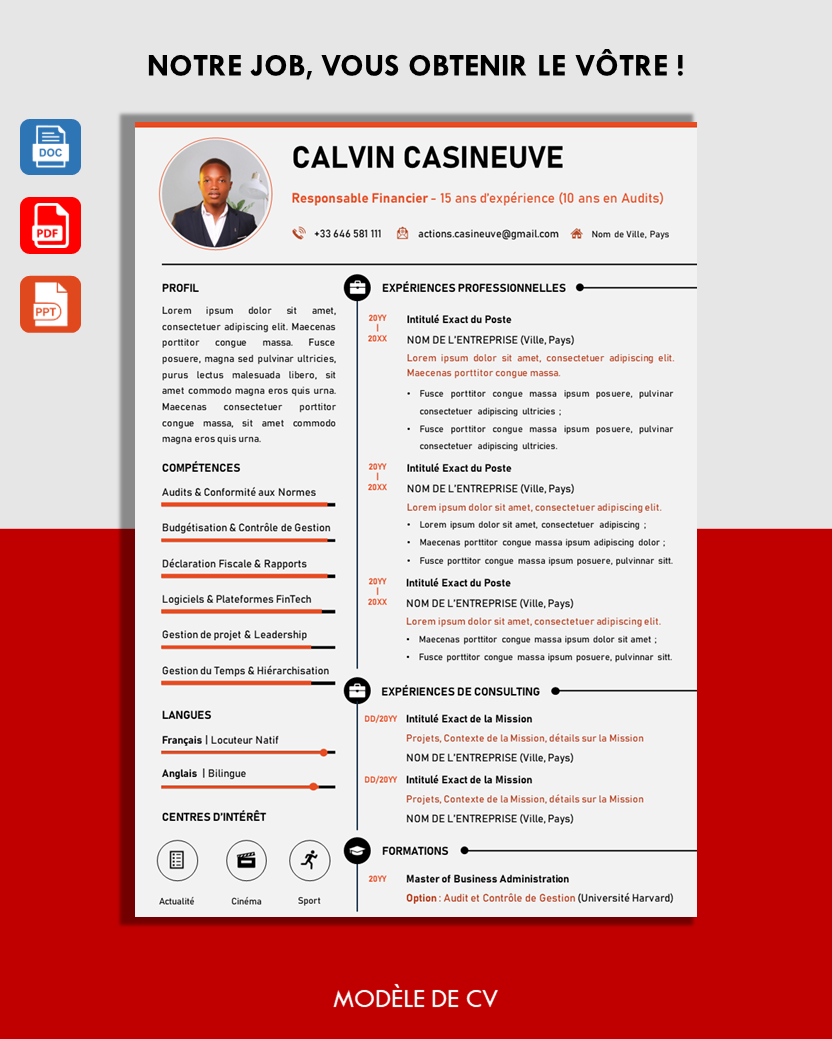 NOTRE JOB, VOUS OBTENIR LE VÔTRE !
DOC
PDF
PPT
CALVIN CASINEUVE
Responsable Financier - 15 ans d'expérience (10 ans en Audits)
+33 646 581 111 actions.casineuve@gmail.com Nom de Ville, Pays
PROFIL
Lorem ipsum dolor sit amet,
consectetuer adipiscing elit. Maecenas
porttitor congue massa. Fusce
posuere, magna sed pulvinar ultricies,
purus lectus malesuada libero, sit
amet commodo magna eros quis urna.
Maecenas consectetuer porttitor
congue massa, sit amet commodo
magna eros quis urna.
COMPÉTENCES
Audits & Conformité aux Normes
Budgétisation & Contrôle de Gestion
Déclaration Fiscale & Rapports
Logiciels & Plateformes FinTech
Gestion de projet & Leadership
Gestion du Temps & Hiérarchisation
LANGUES
Français | Locuteur Natif
Anglais | Bilingue
CENTRES D'INTÉRÊT
Actualité Cinéma Sport
EXPÉRIENCES PROFESSIONNELLES
20YY
|
20XX
Intitulé Exact du Poste
NOM DE L'ENTREPRISE (Ville, Pays)
Lorem ipsum dolor sit amet, consectetuer adipiscing elit.
Maecenas porttitor congue massa.
• Fusce porttitor congue massa ipsum posuere, pulvinar
consectetuer adipiscing ultricies ;
• Fusce porttitor congue massa ipsum posuere, pulvinar
consectetuer adipiscing ultricies.
20YY
|
20XX
Intitulé Exact du Poste
NOM DE L'ENTREPRISE (Ville, Pays)
Lorem ipsum dolor sit amet, consectetuer adipiscing elit.
• Lorem ipsum dolor sit amet, consectetuer adipiscing ;
• Maecenas porttitor congue massa ipsum adipiscing dolor ;
• Fusce porttitor congue massa ipsum posuere, pulvinnar sitt.
20YY
|
20XX
Intitulé Exact du Poste
NOM DE L'ENTREPRISE (Ville, Pays)
Lorem ipsum dolor sit amet, consectetuer adipiscing elit.
• Maecenas porttitor congue massa ipsum dolor sit amet ;
• Fusce porttitor congue massa ipsum posuere, pulvinnar sitt.
EXPÉRIENCES DE CONSULTING
DD/20YY Intitulé Exact de la Mission
Projets, Contexte de la Mission, détails sur la Mission
NOM DE L'ENTREPRISE (Ville, Pays)
DD/20YY Intitulé Exact de la Mission
Projets, Contexte de la Mission, détails sur la Mission
NOM DE L'ENTREPRISE (Ville, Pays)
FORMATIONS
20YY Master of Business Administration
Option : Audit et Contrôle de Gestion (Université Harvard)
MODÈLE DE CV